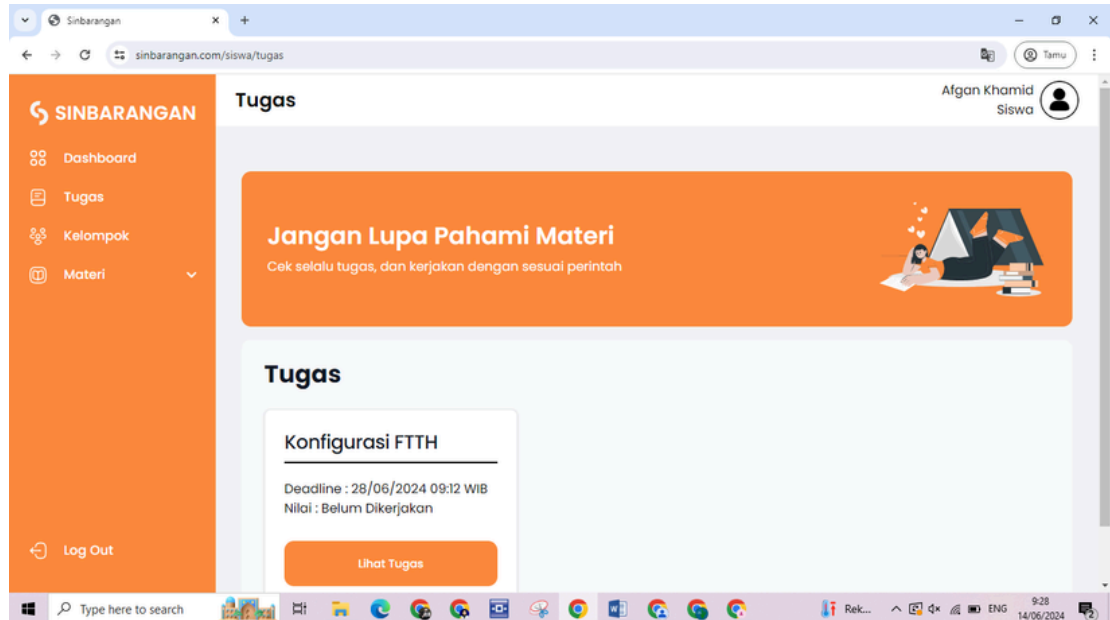 Sinbarangan
sinbarangan.com/siswa/tugas
Tamu
SINBARANGAN
Dashboard
Tugas
Kelompok
Materi
Log Out
Tugas
Afgan Khamid
Siswa
Jangan Lupa Pahami Materi
Cek selalu tugas, dan kerjakan dengan sesuai perintah
Tugas
Konfigurasi FTTH
Deadline : 28/06/2024 09:12 WIB
Nilai : Belum Dikerjakan
Lihat Tugas
Type here to search
Rek...
ENG
9:28
14/06/2024